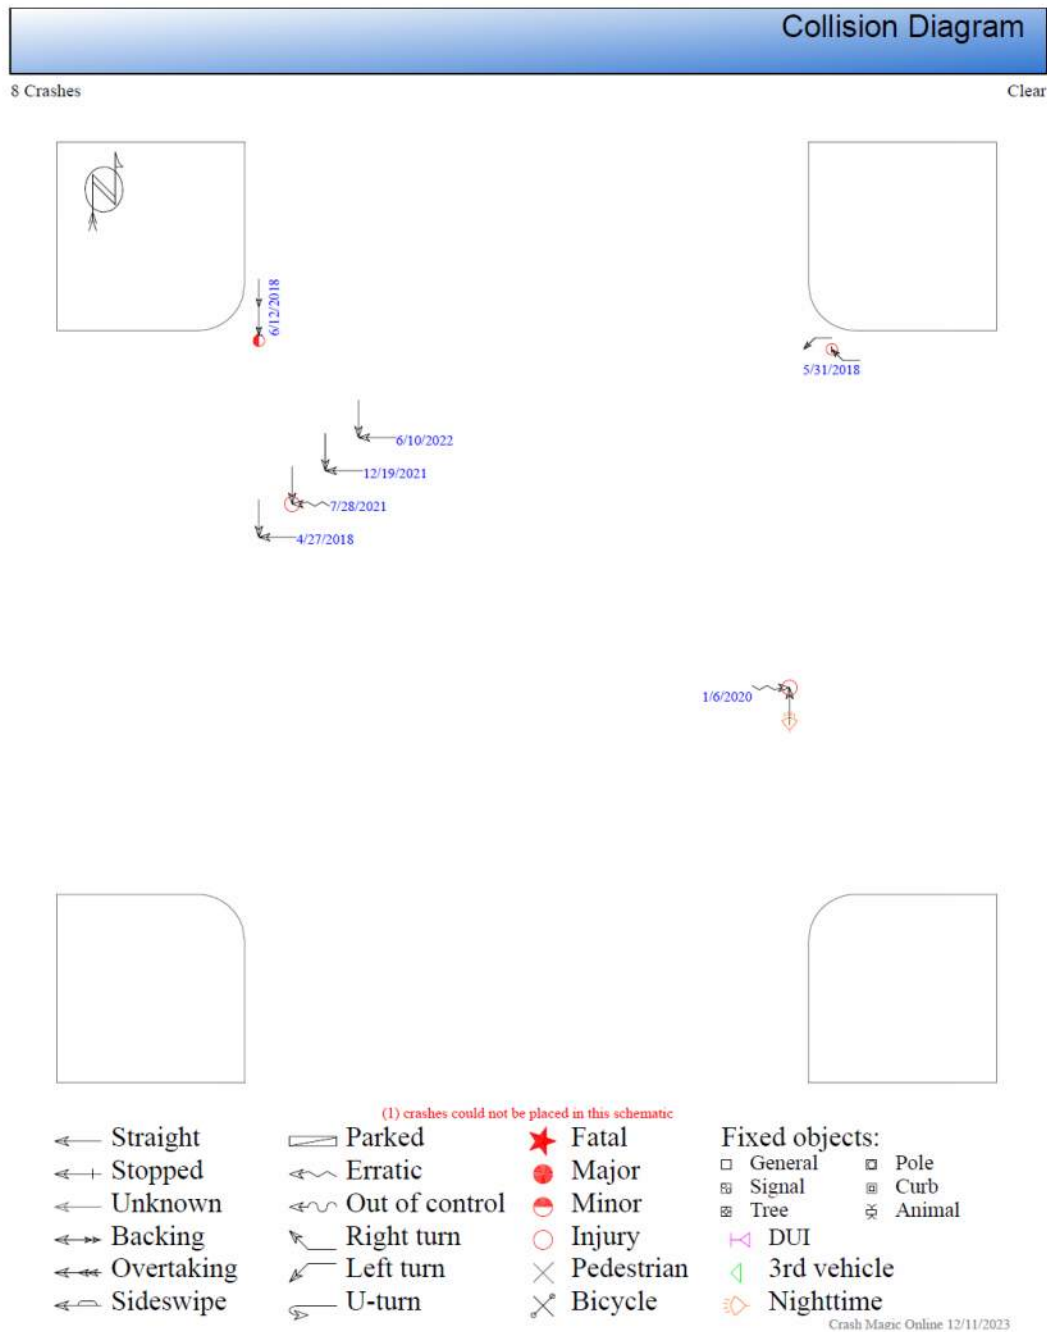 Collision Diagram
8 Crashes
Clear
N
6/12/2018
5/31/2018
6/10/2022
12/19/2021
7/28/2021
4/27/2018
1/6/2020
(1) crashes could not be placed in this schematic
Straight
Stopped
Unknown
Backing
Overtaking
Sideswipe
Parked
Erratic
Out of control
Right turn
Left turn
U-turn
Fatal
Major
Minor
Injury
Pedestrian
Bicycle
Fixed objects:
General
Signal
Tree
Pole
Curb
Animal
DUI
3rd vehicle
Nighttime
Crash Magic Online 12/11/2023